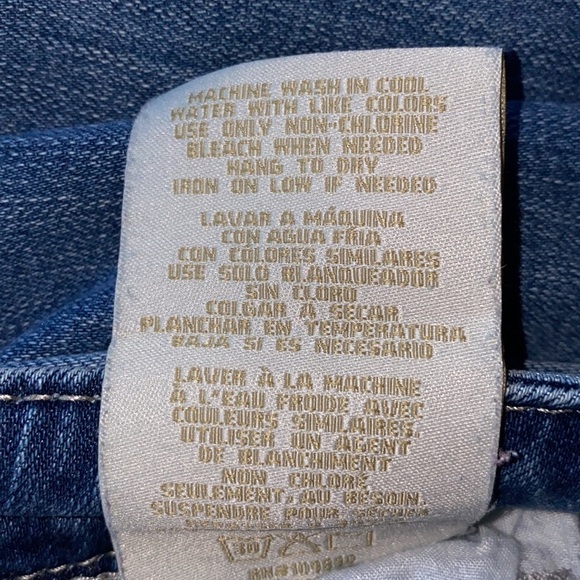 MACHINE WASH IN COOL
WATER WITH LIKE COLORS
USE ONLY NON-CHLORINE
BLEACH WHEN NEEDED
HANG TO DRY
IRON ON LOW IF NEEDED
LAVAR A MÁQUINA
CON AGUA FRÍA
CON COLORES SIMILARES
USE SOLO BLANQUEADOR
SIN CLORO
COLGAR A SECAR
PLANCHAR EN TEMPERATURA
BAJA SI ES NECESARIO
LAVER À LA MACHINE
A L'EAU FROIDE AVEC
COULEURS SIMILAIRES.
UTILISER UN AGENT
DE BLANCHIMENT
NON CHLORE
SEULEMENT, AU BESOIN.
SUSPENDRE POUR SECHER
30